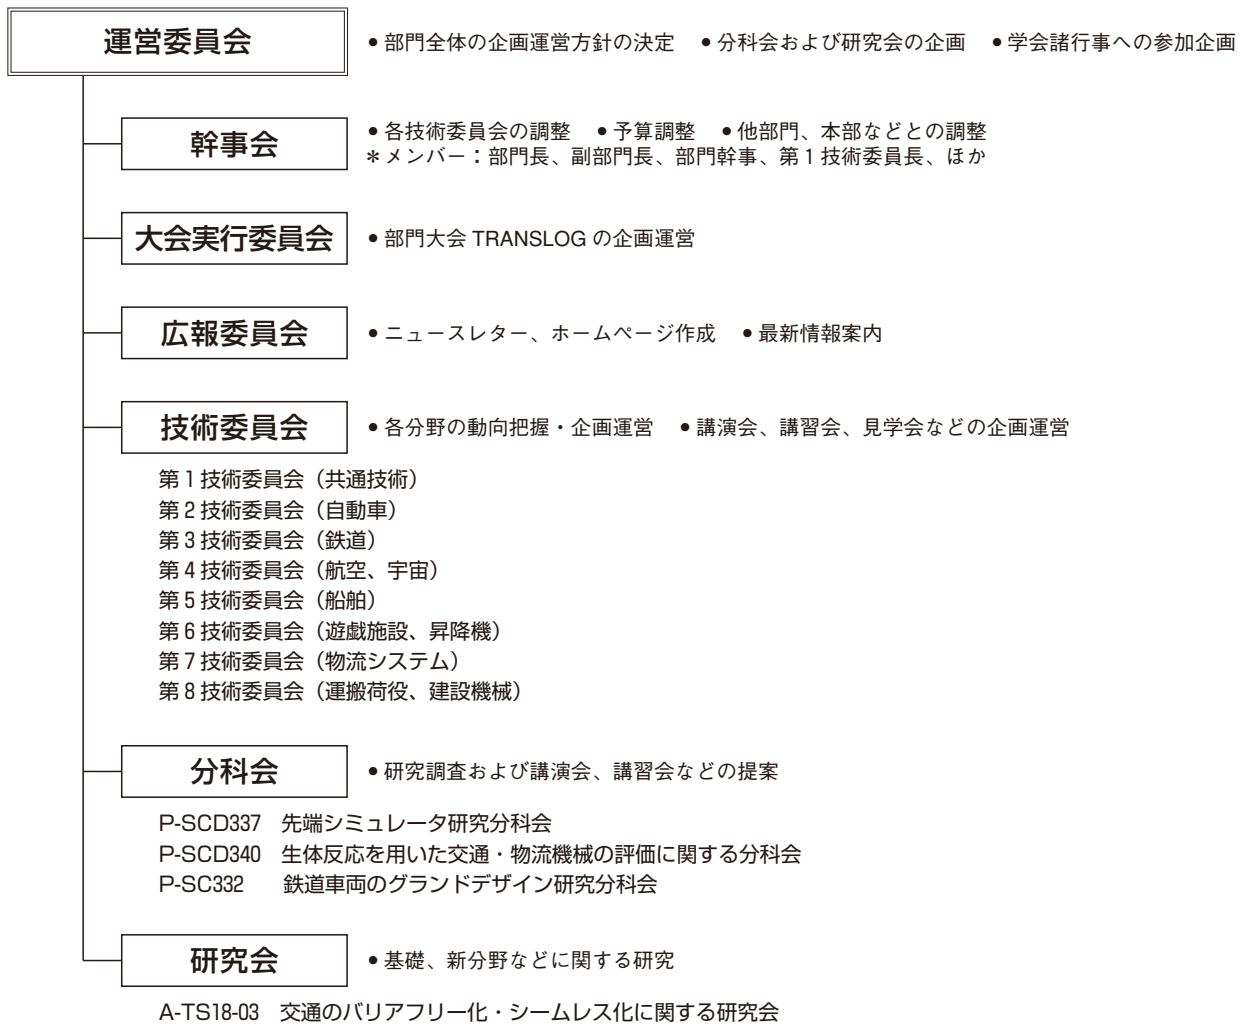 運営委員会 ●部門全体の企画運営方針の決定 ●分科会および研究会の企画 ●学会諸行事への参加企画
幹事会 ●各技術委員会の調整 ●予算調整 ●他部門、本部などとの調整
＊メンバー：部門長、副部門長、部門幹事、第1技術委員長、ほか
大会実行委員会 ●部門大会 TRANSLOG の企画運営
広報委員会 ●ニュースレター、ホームページ作成 ●最新情報案内
技術委員会 ●各分野の動向把握・企画運営 ●講演会、講習会、見学会などの企画運営
第1技術委員会（共通技術）
第2技術委員会（自動車）
第3技術委員会（鉄道）
第4技術委員会（航空、宇宙）
第5技術委員会（船舶）
第6技術委員会（遊戯施設、昇降機）
第7技術委員会（物流システム）
第8技術委員会（運搬荷役、建設機械）
分科会 ●研究調査および講演会、講習会などの提案
P-SCD337 先端シミュレータ研究分科会
P-SCD340 生体反応を用いた交通・物流機械の評価に関する分科会
P-SC332 鉄道車両のグランドデザイン研究分科会
研究会 ●基礎、新分野などに関する研究
A-TS18-03 交通のバリアフリー化・シームレス化に関する研究会